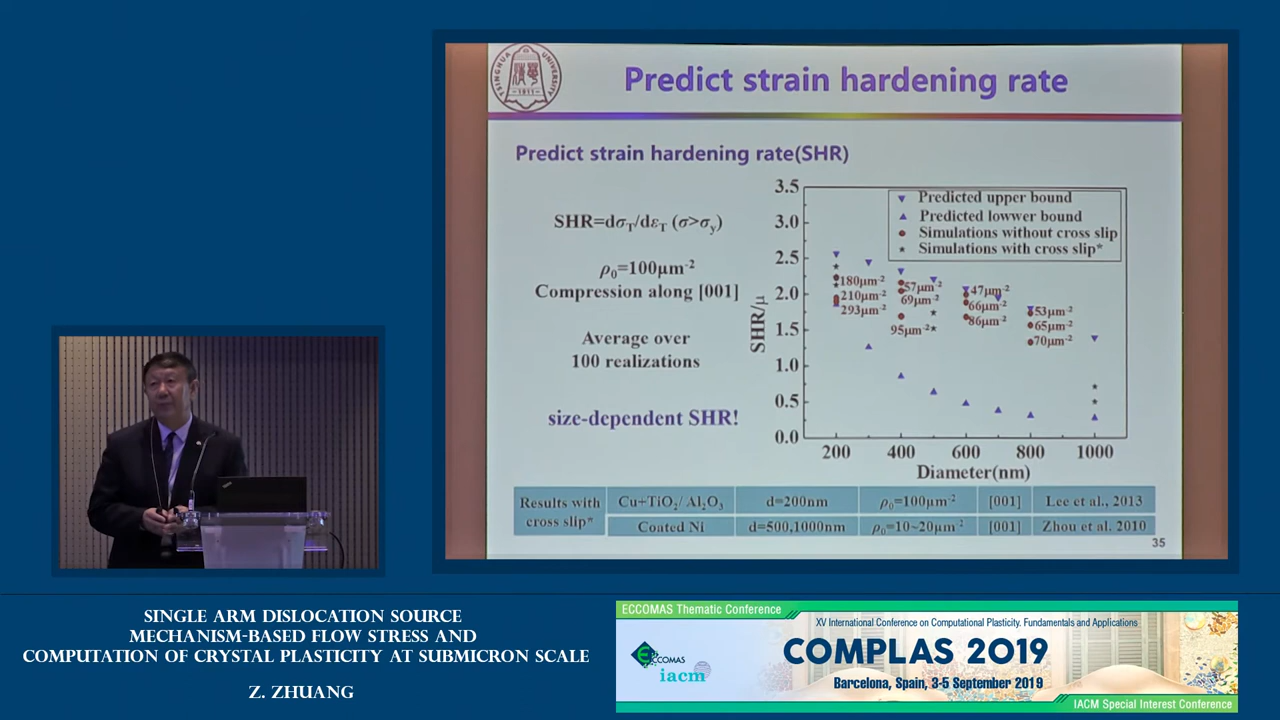 TSINGHUA UNIVERSITY
1911
Predict strain hardening rate
Predict strain hardening rate(SHR)
SHR=dσT/dεT (σ>σy)
ρ0=100μm-2
Compression along [001]
Average over
100 realizations
size-dependent SHR!
3.5
3.0
2.5
2.0
1.5
1.0
0.5
0.0
SHR/μ
Predicted upper bound
Predicted lowwer bound
Simulations without cross slip
Simulations with cross slip*
180μm-2
210μm-2
293μm-2
57μm-2
69μm-2
95μm-2
47μm-2
66μm-2
86μm-2
53μm-2
65μm-2
70μm-2
200 400 600 800 1000
Diameter(nm)
Results with cross slip* Cu+TiO2/ Al2O3 d=200nm ρ0=100μm-2 [001] Lee et al., 2013
Coated Ni d=500,1000nm ρ0=10~20μm-2 [001] Zhou et al. 2010
35
SINGLE ARM DISLOCATION SOURCE
MECHANISM-BASED FLOW STRESS AND
COMPUTATION OF CRYSTAL PLASTICITY AT SUBMICRON SCALE
Z. ZHUANG
ECCOMAS Thematic Conference
XV International Conference on Computational Plasticity. Fundamentals and Applications
ECCOMAS
iacm
COMPLAS 2019
Barcelona, Spain, 3-5 September 2019
IACM Special Interest Conference